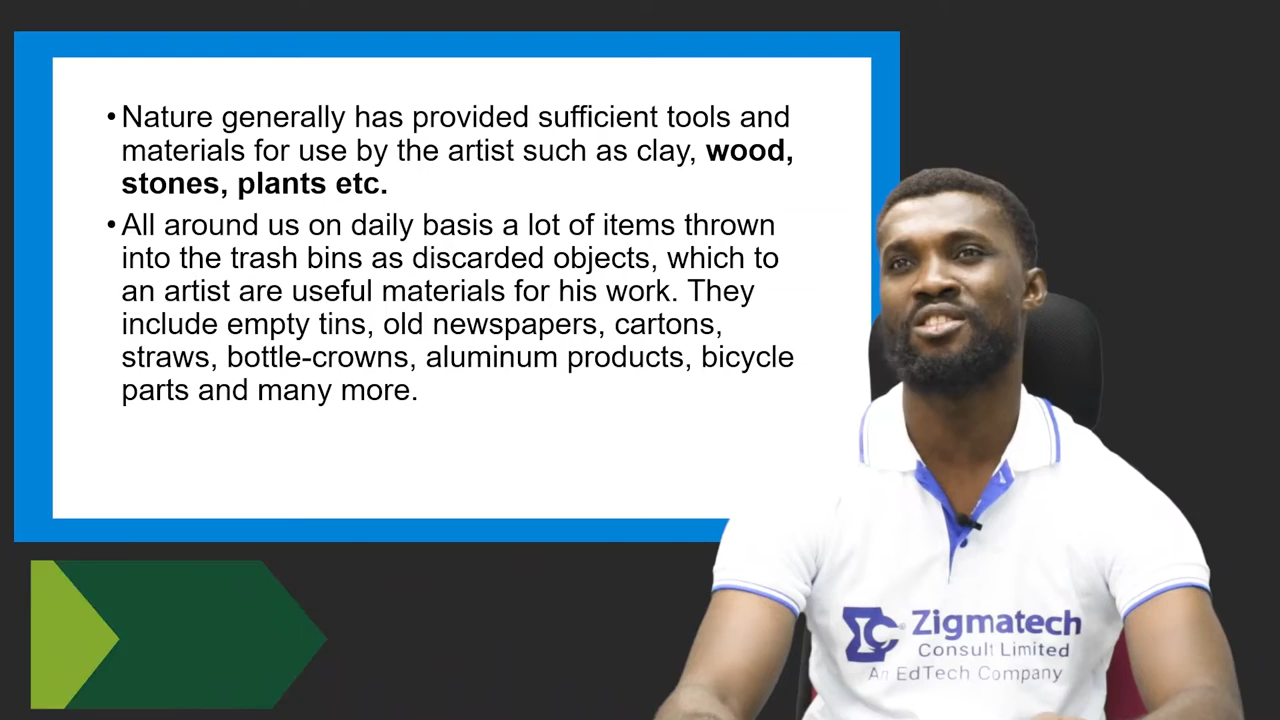 •Nature generally has provided sufficient tools and
materials for use by the artist such as clay, wood,
stones, plants etc.
•All around us on daily basis a lot of items thrown
into the trash bins as discarded objects, which to
an artist are useful materials for his work. They
include empty tins, old newspapers, cartons,
straws, bottle-crowns, aluminum products, bicycle
parts and many more.
Zigmatech
Consult Limited
An EdTech Company